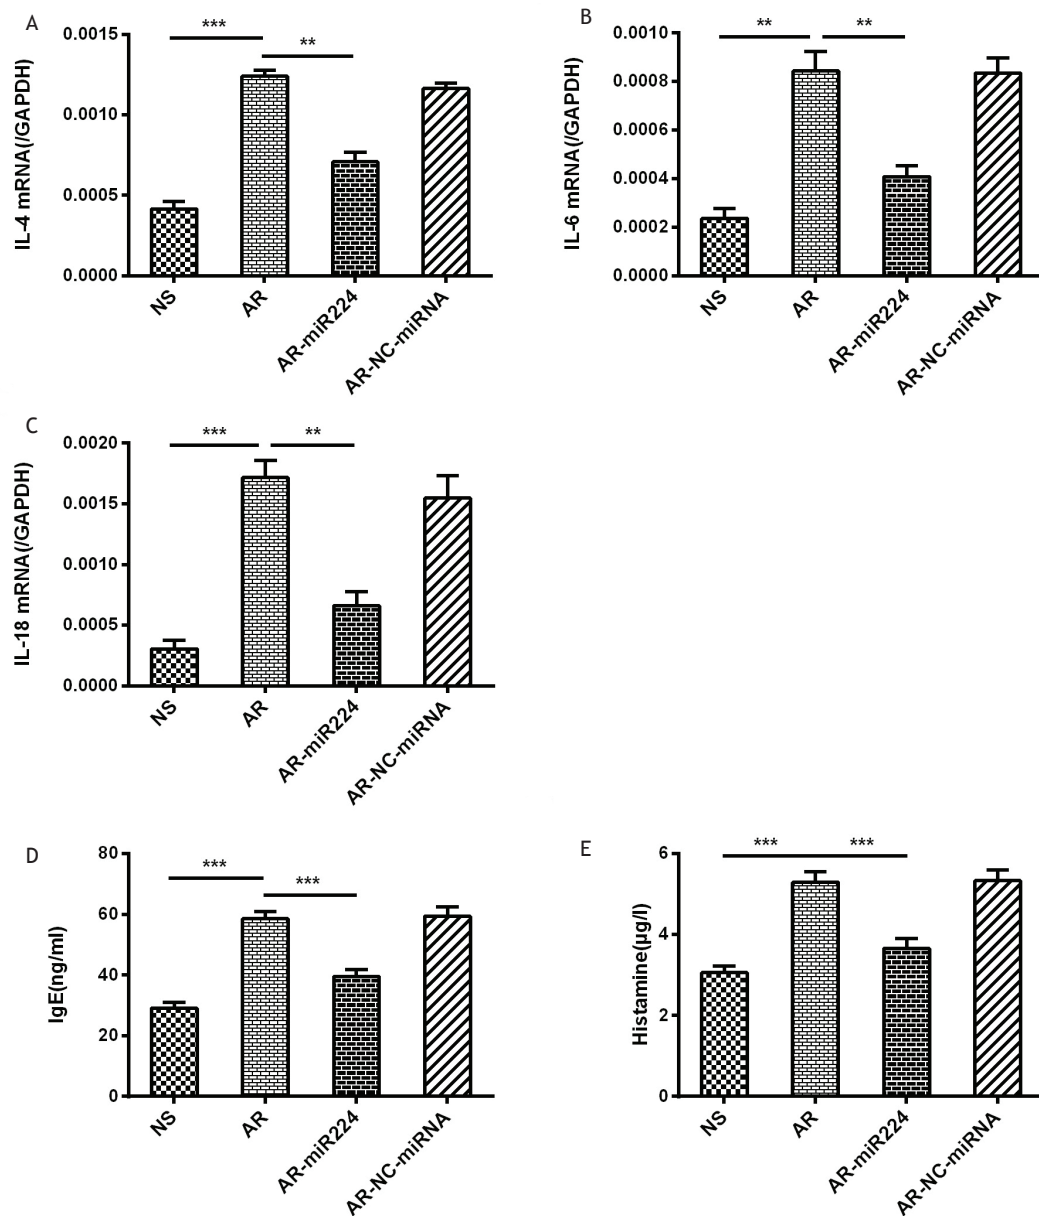 A
IL-4 mRNA(/GAPDH)
0.0015
0.0010
0.0005
0.0000
***
**
NS
AR
AR-miR224
AR-NC-miRNA
B
IL-6 mRNA(/GAPDH)
0.0010
0.0008
0.0006
0.0004
0.0002
0.0000
**
**
NS
AR
AR-miR224
AR-NC-miRNA
C
IL-18 mRNA(/GAPDH)
0.0020
0.0015
0.0010
0.0005
0.0000
***
**
NS
AR
AR-miR224
AR-NC-miRNA
D
IgE(ng/ml)
80
60
40
20
0
***
***
NS
AR
AR-miR224
AR-NC-miRNA
E
Histamine(µg/l)
6
4
2
0
***
***
NS
AR
AR-miR224
AR-NC-miRNA